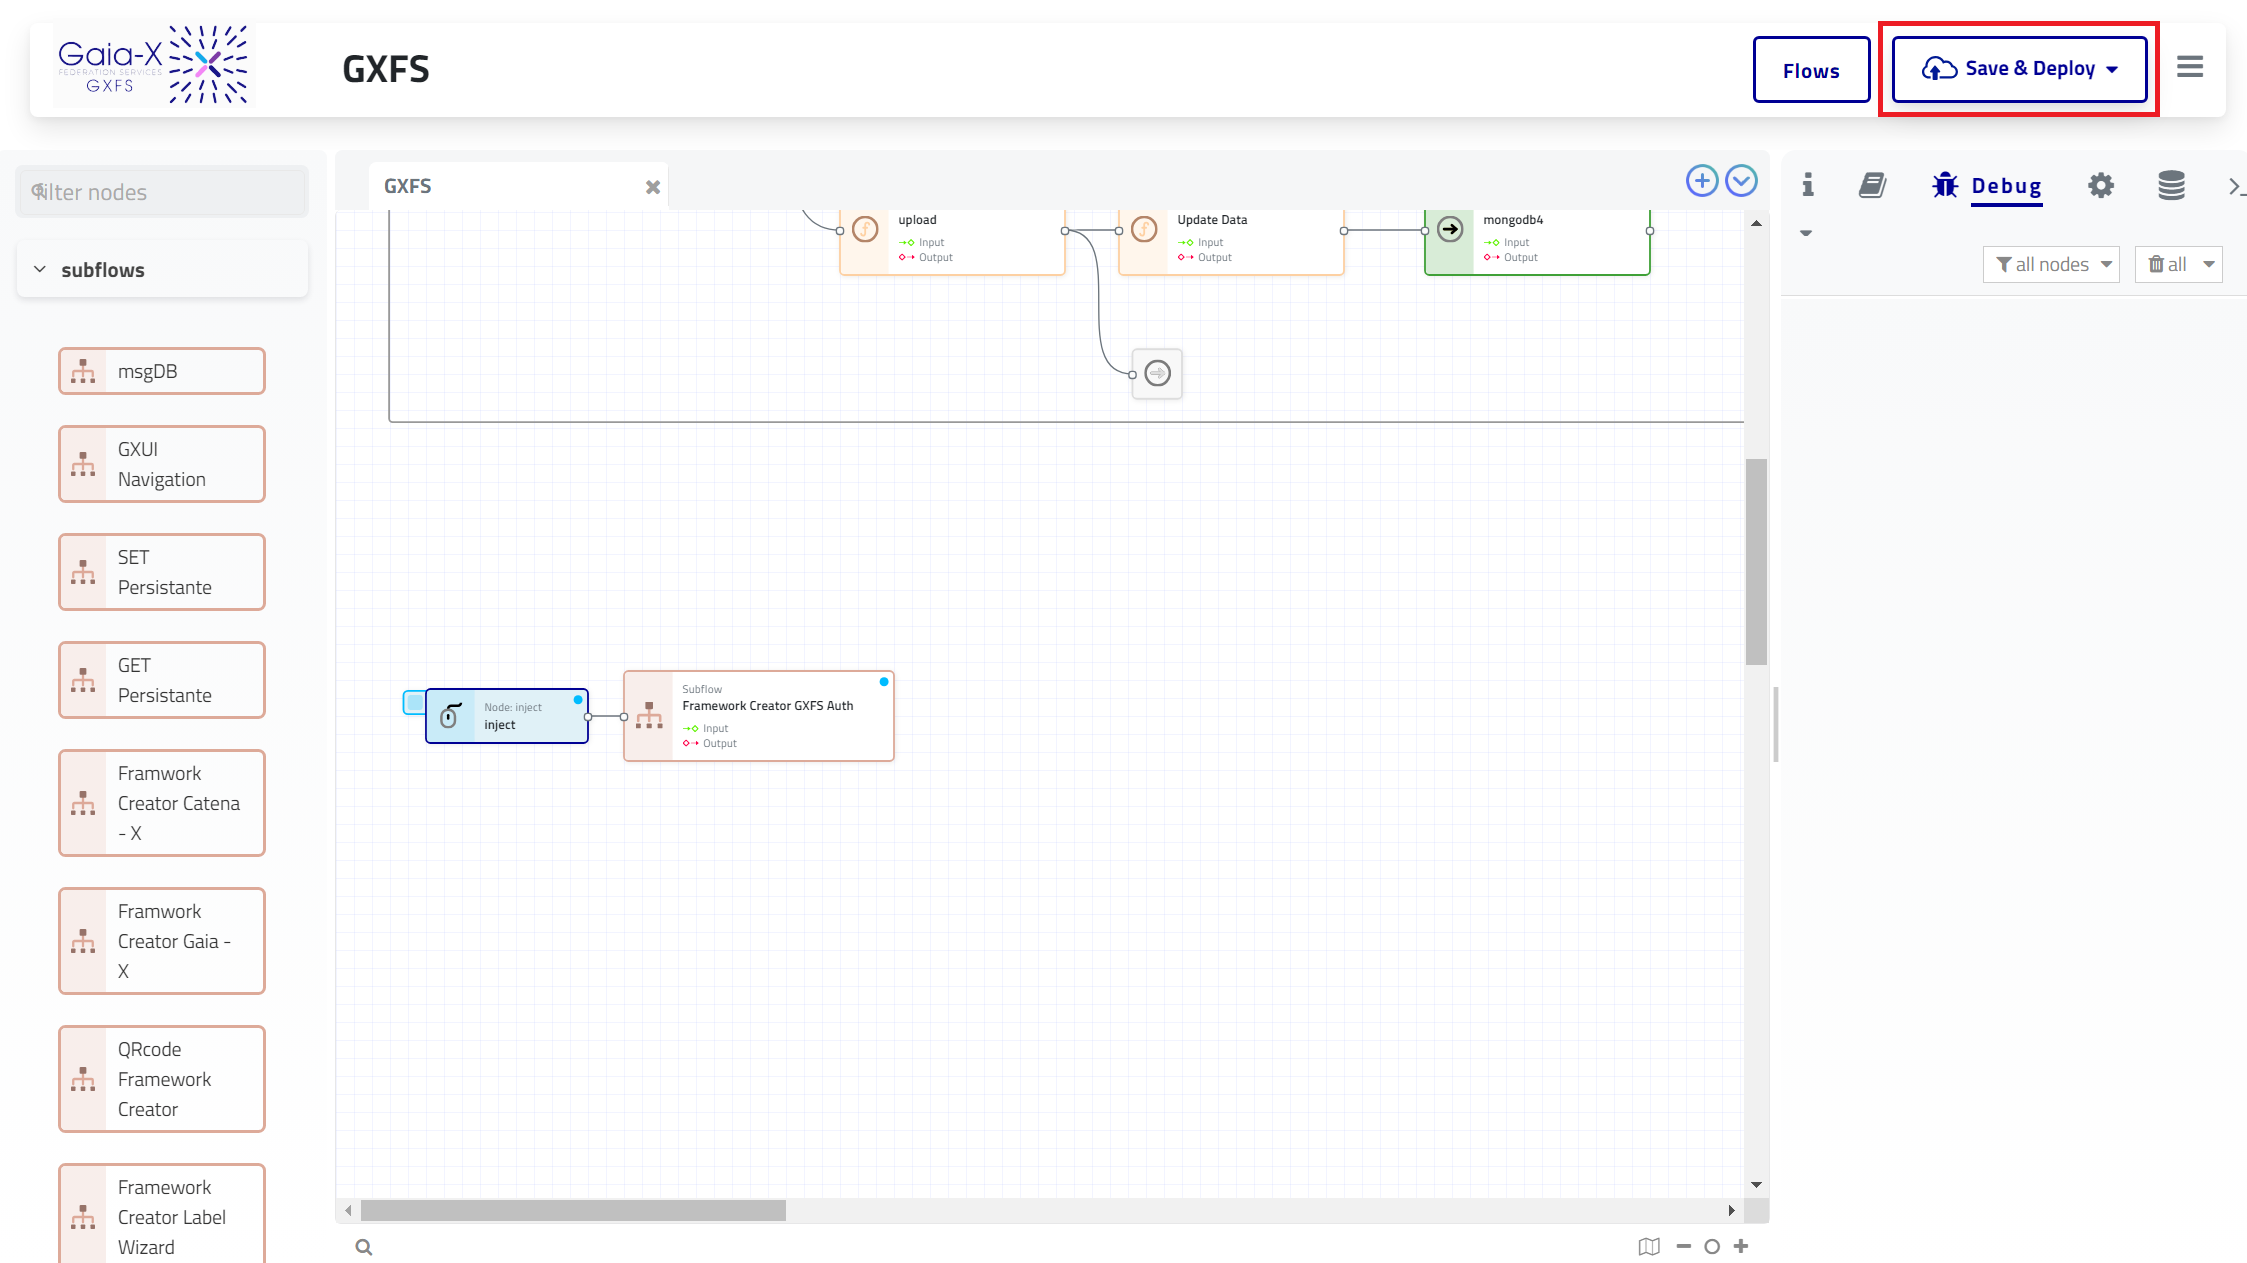 Gaia-X
FEDERATION SERVICES
GXFS
GXFS
Flows
Save & Deploy
filter nodes
subflows
msgDB
GXUI
Navigation
SET
Persistante
GET
Persistante
Framwork
Creator Catena
- X
Framwork
Creator Gaia -
X
QRcode
Framework
Creator
Framework
Creator Label
Wizard
GXFS
upload
Input
Output
Update Data
Input
Output
mongodb4
Input
Output
Node: inject
inject
Subflow
Framework Creator GXFS Auth
Input
Output
Debug
all nodes
all